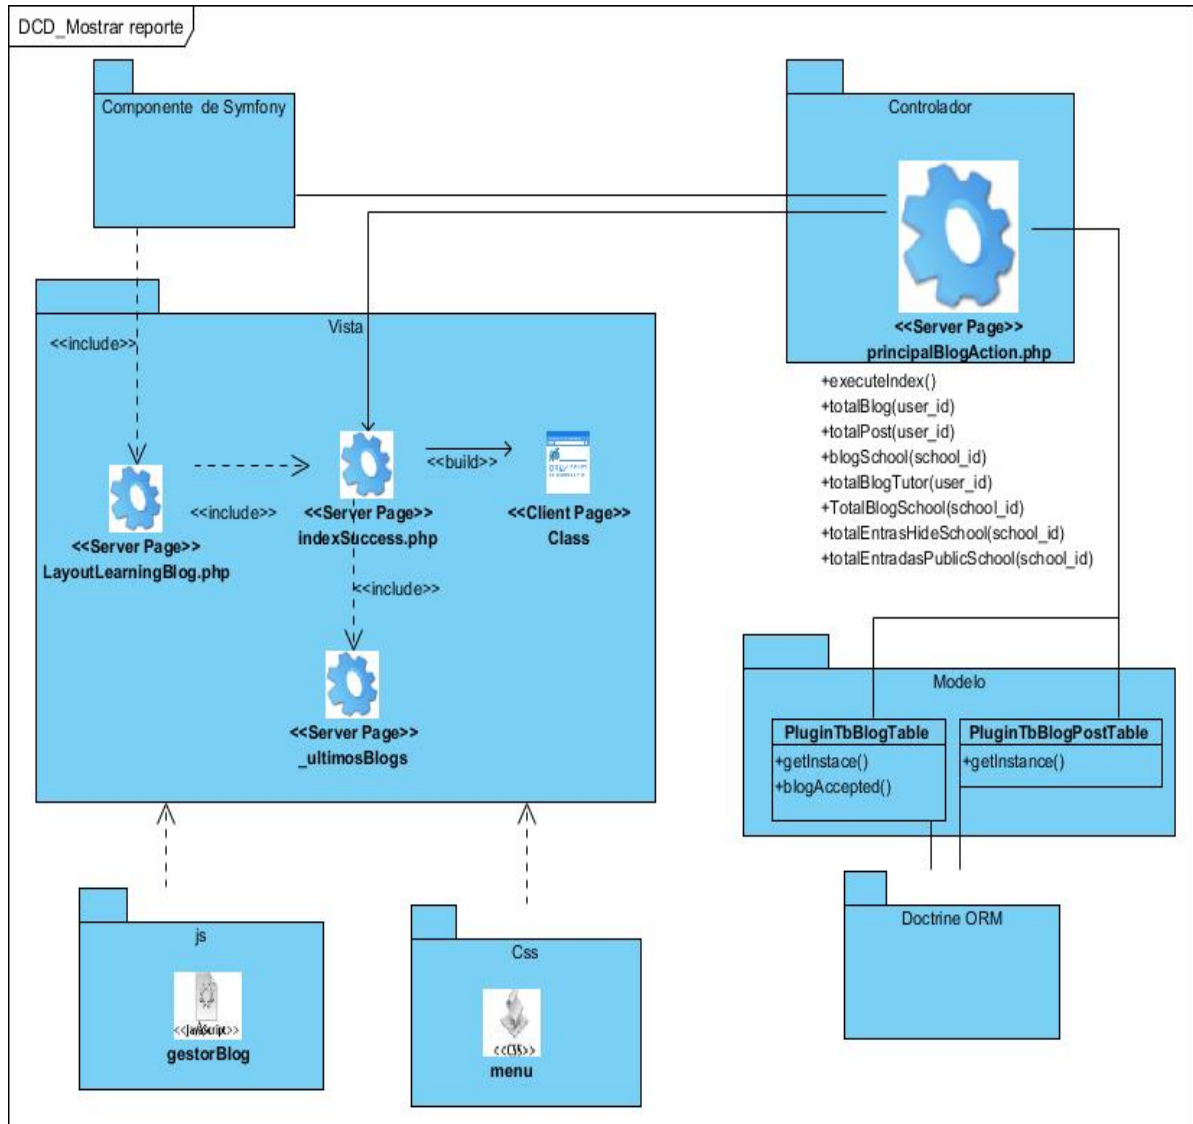 DCD_Mostrar reporte
Componente de Symfony
Controlador
<<Server Page>>
principalBlogAction.php
+executeIndex()
+totalBlog(user_id)
+totalPost(user_id)
+blogSchool(school_id)
+totalBlogTutor(user_id)
+TotalBlogSchool(school_id)
+totalEntrasHideSchool(school_id)
+totalEntradasPublicSchool(school_id)
Vista
<<include>>
<<include>>
<<build>>
<<Server Page>>
LayoutLearningBlog.php
<<Server Page>>
indexSuccess.php
<<Client Page>>
Class
<<include>>
<<Server Page>>
_ultimosBlogs
Modelo
PluginTbBlogTable
+getInstace()
+blogAccepted()
PluginTbBlogPostTable
+getInstance()
js
<<JavaScript>>
gestorBlog
Css
<<CSS>>
menu
Doctrine ORM